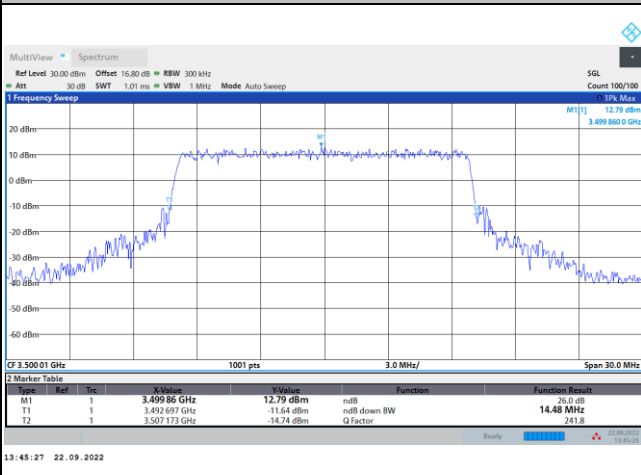 MultiView Spectrum
Ref Level 30.00 dBm Offset 16.80 dB RBW 300 kHz SGL
Att 30 dB SWT 1.01 ms VBW 1 MHz Mode Auto Sweep Count 100/100
1 Frequency Sweep 1Pk Max
M1[1] 12.79 dBm
3.499 860 0 GHz
20 dBm
M1
10 dBm
0 dBm
T1
-10 dBm
-20 dBm
-30 dBm
-40 dBm
-50 dBm
-60 dBm
CF 3.500 01 GHz 1001 pts 3.0 MHz/ Span 30.0 MHz
2 Marker Table
Type Ref Trc X-Value Y-Value Function Function Result
M1 1 3.499 86 GHz 12.79 dBm ndB 26.0 dB
T1 1 3.492 697 GHz -11.64 dBm ndB down BW 14.48 MHz
T2 1 3.507 173 GHz -14.74 dBm Q Factor 241.8
Ready 22.09.2022
13:45:26
13:45:27 22.09.2022